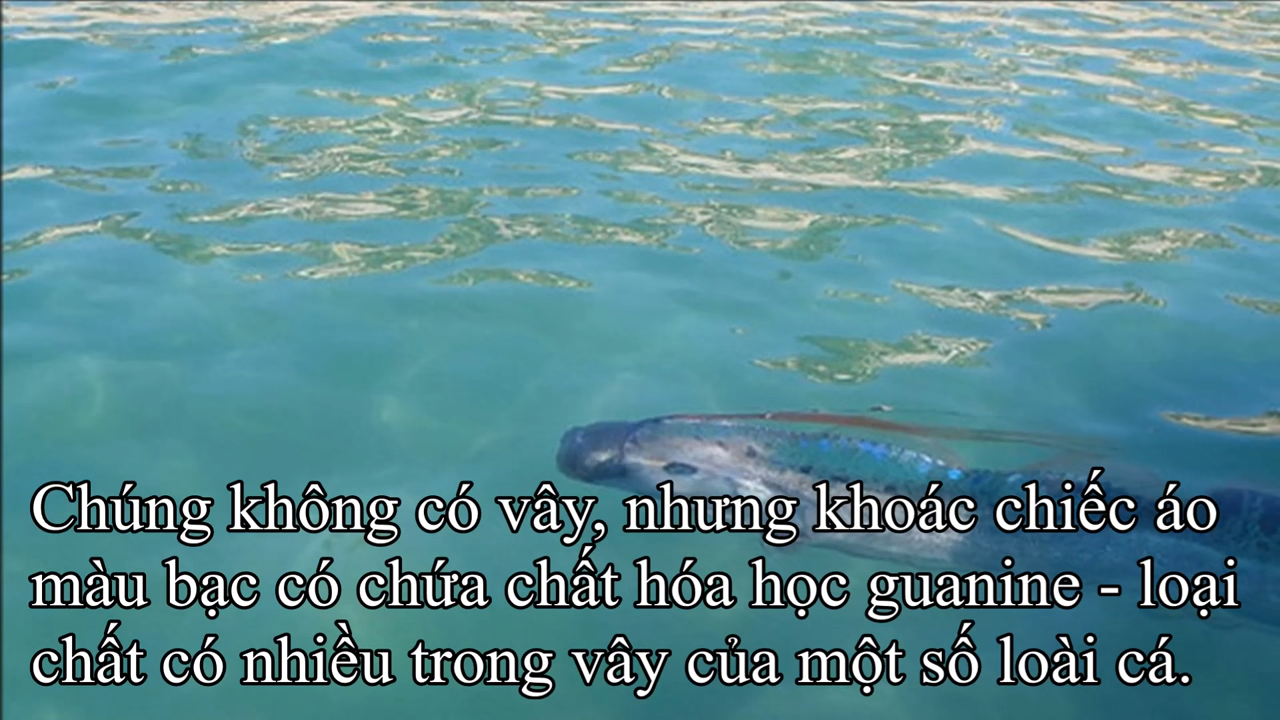 Chúng không có vây, nhưng khoác chiếc áo
màu bạc có chứa chất hóa học guanine - loại
chất có nhiều trong vây của một số loài cá.